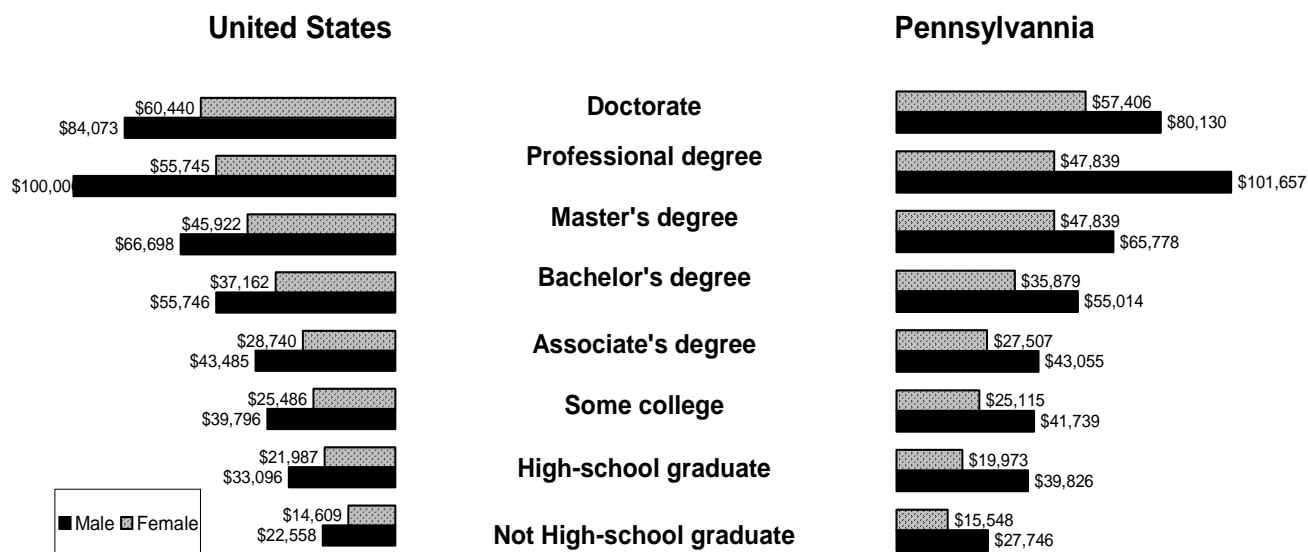 United States
Pennsylvannia
$60,440
Doctorate
$57,406
$84,073
$80,130
$55,745
Professional degree
$47,839
$100,00
$101,657
$45,922
Master's degree
$47,839
$66,698
$65,778
$37,162
Bachelor's degree
$35,879
$55,746
$55,014
$28,740
Associate's degree
$27,507
$43,485
$43,055
$25,486
Some college
$25,115
$39,796
$41,739
$21,987
High-school graduate
$19,973
$33,096
$39,826
Male Female
$14,609
Not High-school graduate
$15,548
$22,558
$27,746